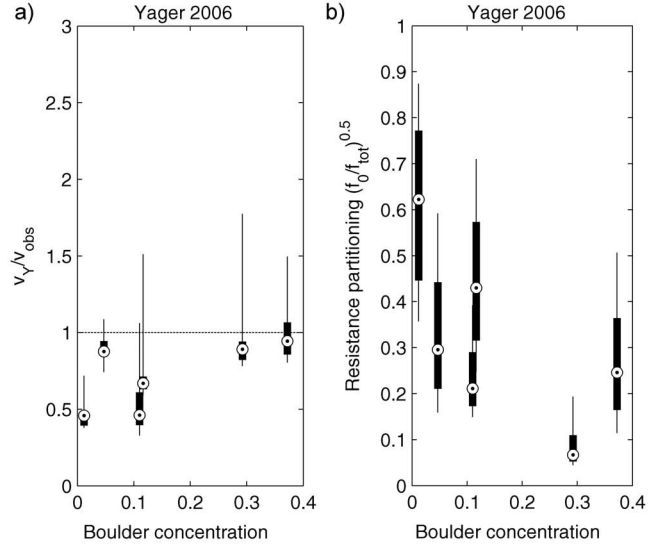 a)
Yager 2006
3
2.5
2
1.5
1
0.5
0
v_Y/v_obs
0 0.1 0.2 0.3 0.4
Boulder concentration
b)
Yager 2006
1
0.9
0.8
0.7
0.6
0.5
0.4
0.3
0.2
0.1
0
Resistance partitioning (f_0/f_tot)^0.5
0 0.1 0.2 0.3 0.4
Boulder concentration